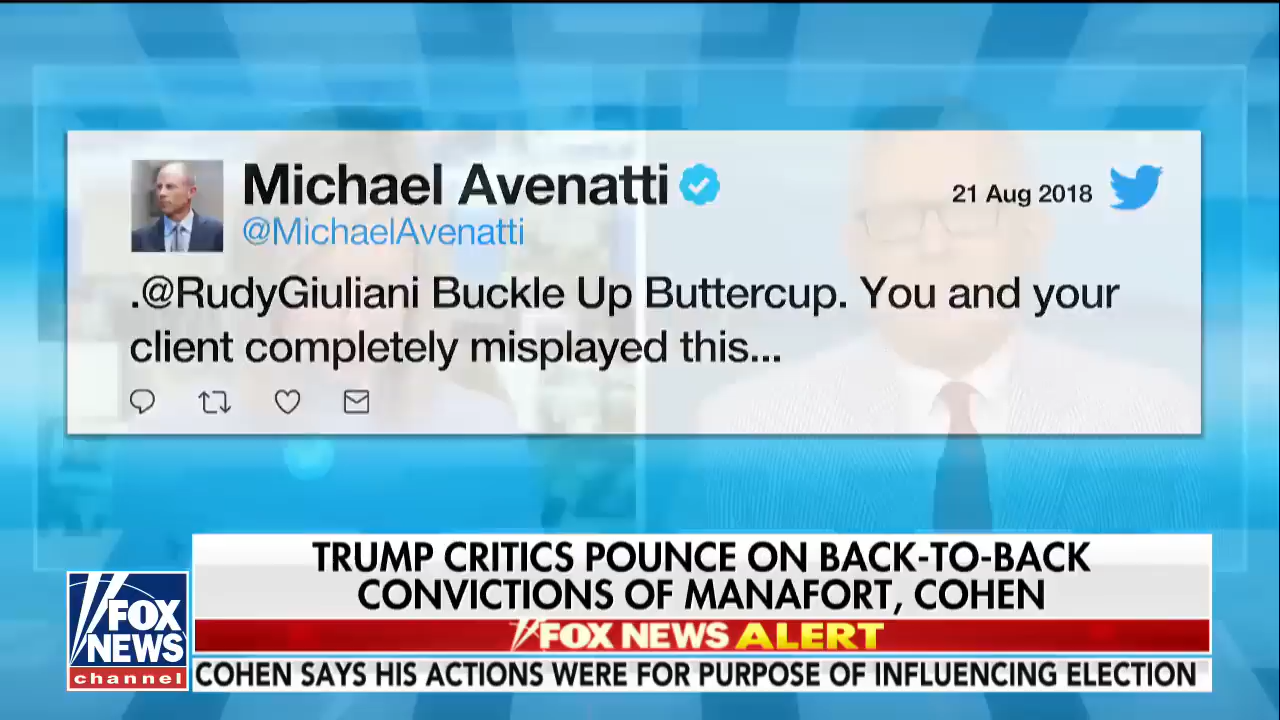 Michael Avenatti
21 Aug 2018
@MichaelAvenatti
.@RudyGiuliani Buckle Up Buttercup. You and your
client completely misplayed this...
TRUMP CRITICS POUNCE ON BACK-TO-BACK
CONVICTIONS OF MANAFORT, COHEN
FOX NEWS ALERT
FOX
NEWS
channel
COHEN SAYS HIS ACTIONS WERE FOR PURPOSE OF INFLUENCING ELECTION